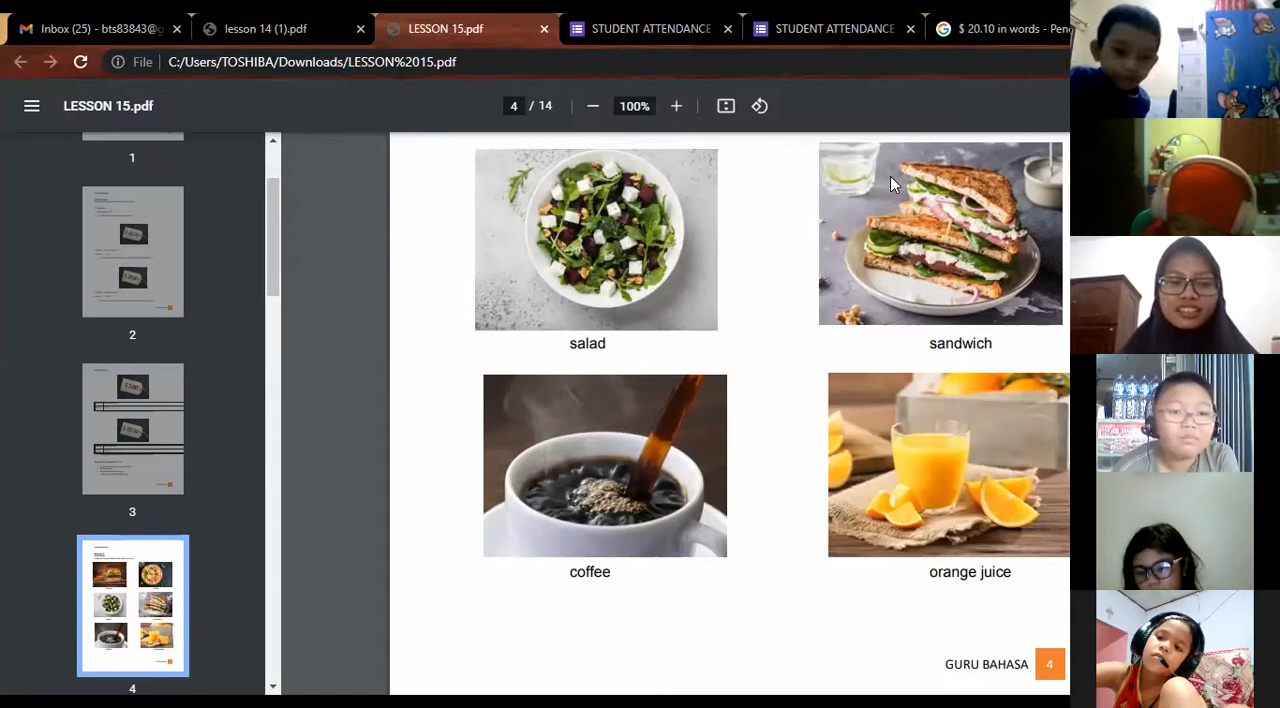 Inbox (25) - bts83843@g
lesson 14 (1).pdf
LESSON 15.pdf
STUDENT ATTENDANCE
STUDENT ATTENDANCE
$ 20.10 in words - Pen
File
C:/Users/TOSHIBA/Downloads/LESSON%2015.pdf
LESSON 15.pdf
4 / 14
100%
1
2
3
4
salad
sandwich
coffee
orange juice
GURU BAHASA 4